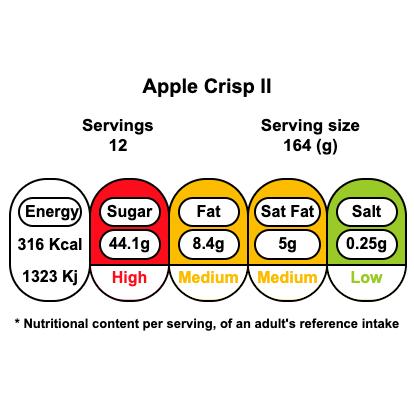 Apple Crisp II
Servings
12
Serving size
164 (g)
Energy
316 Kcal
1323 Kj
Sugar
44.1g
High
Fat
8.4g
Medium
Sat Fat
5g
Medium
Salt
0.25g
Low
* Nutritional content per serving, of an adult's reference intake